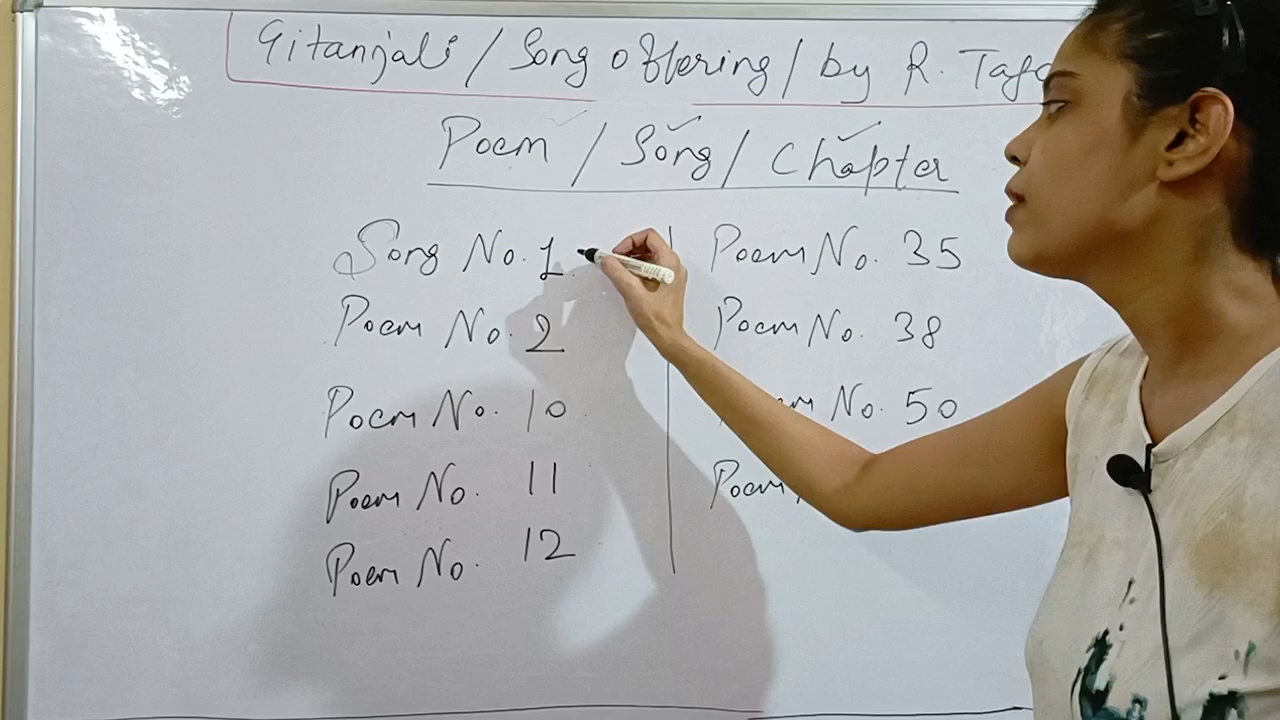 Gitanjali / Song offering / by R. Tago
Poem / Song / Chapter
Song No. 1
Poem No. 2
Poem No. 10
Poem No. 11
Poem No. 12
Poem No. 35
Poem No. 38
No. 50
Poem